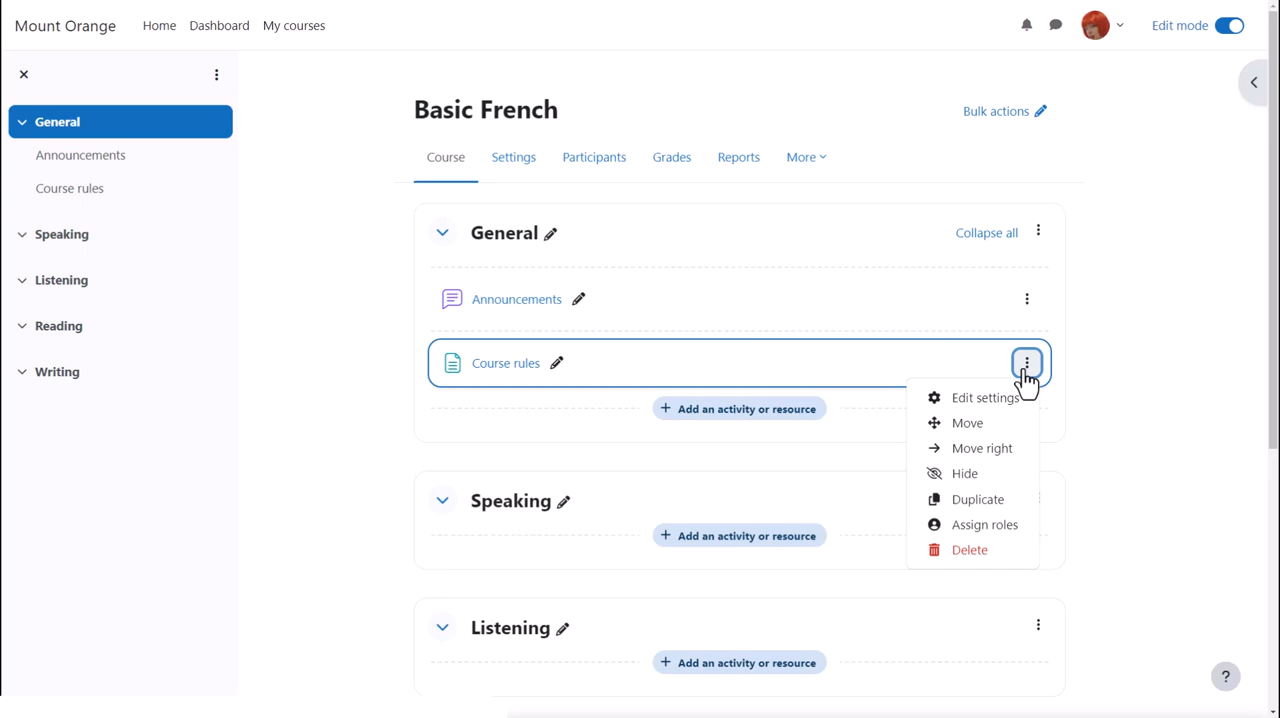 Mount Orange Home Dashboard My courses Edit mode
General
Announcements
Course rules
Speaking
Listening
Reading
Writing
Basic French
Bulk actions
Course Settings Participants Grades Reports More
General
Collapse all
Announcements
Course rules
Add an activity or resource
Edit settings
Move
Move right
Hide
Duplicate
Assign roles
Delete
Speaking
Add an activity or resource
Listening
Add an activity or resource
?